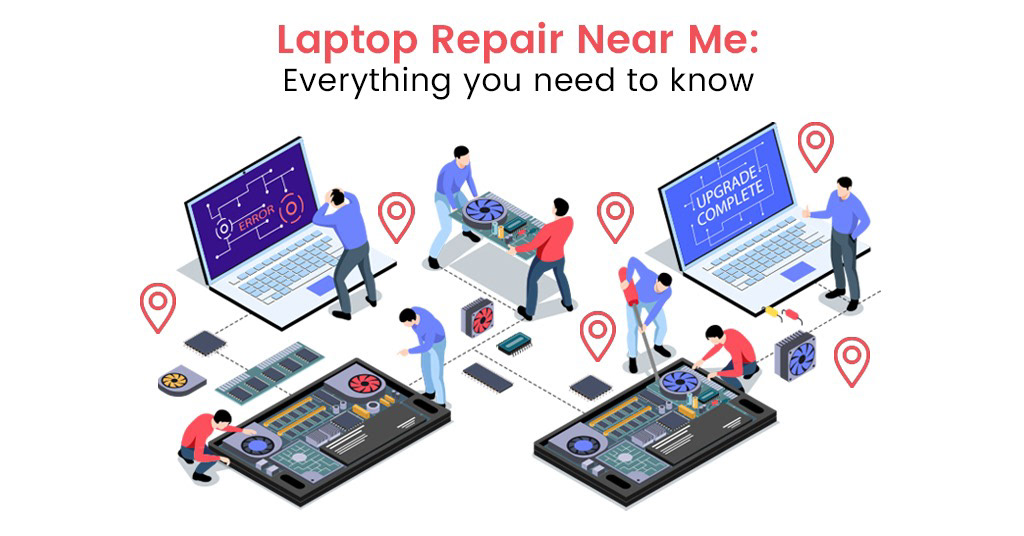 Laptop Repair Near Me:
Everything you need to know
ERROR
UPGRADE
COMPLETE